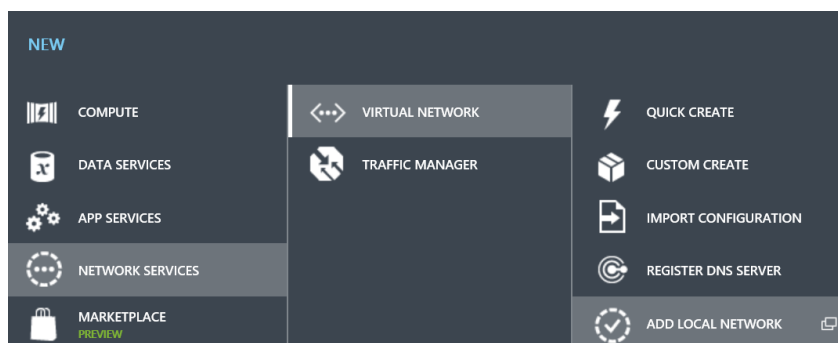 NEW
COMPUTE
DATA SERVICES
APP SERVICES
NETWORK SERVICES
MARKETPLACE
PREVIEW
VIRTUAL NETWORK
TRAFFIC MANAGER
QUICK CREATE
CUSTOM CREATE
IMPORT CONFIGURATION
REGISTER DNS SERVER
ADD LOCAL NETWORK